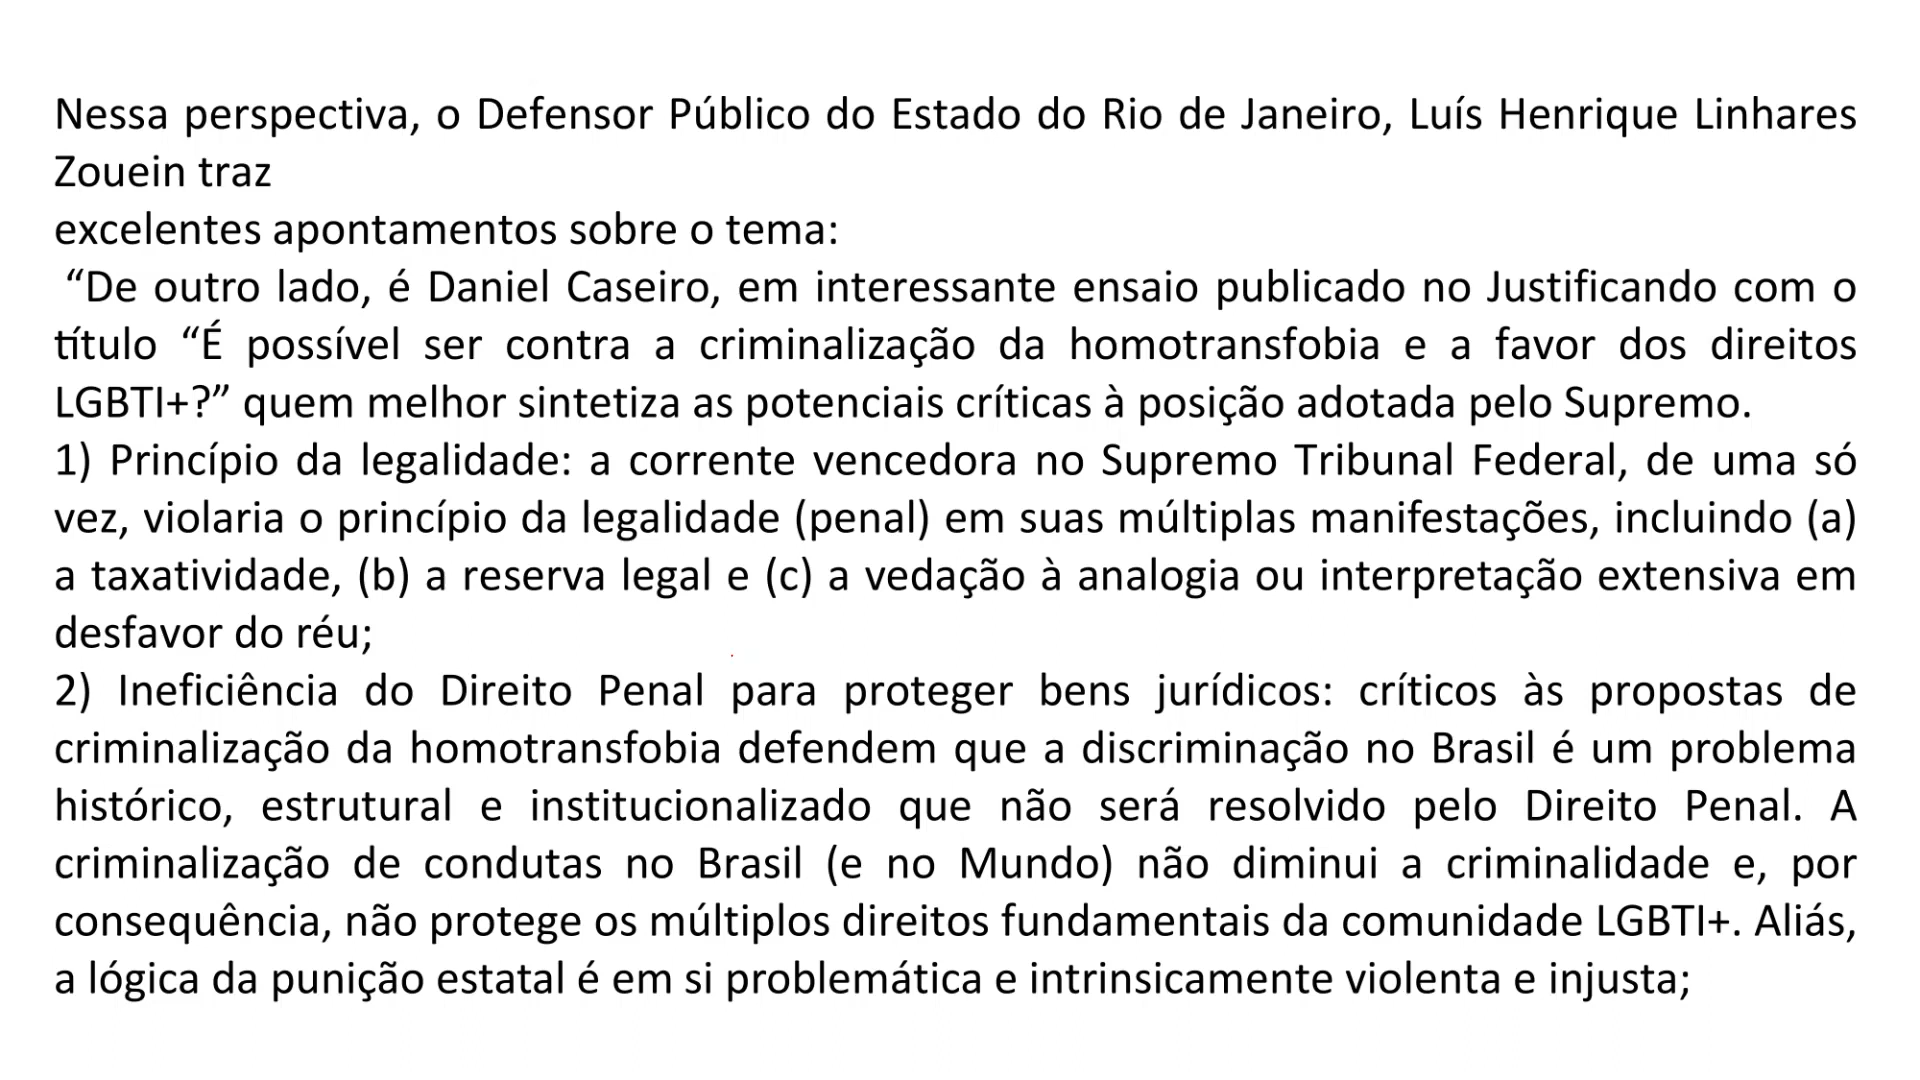 Nessa perspectiva, o Defensor Público do Estado do Rio de Janeiro, Luís Henrique Linhares
Zouein traz
excelentes apontamentos sobre o tema:
“De outro lado, é Daniel Caseiro, em interessante ensaio publicado no Justificando com o
título “É possível ser contra a criminalização da homotransfobia e a favor dos direitos
LGBTI+?” quem melhor sintetiza as potenciais críticas à posição adotada pelo Supremo.
1) Princípio da legalidade: a corrente vencedora no Supremo Tribunal Federal, de uma só
vez, violaria o princípio da legalidade (penal) em suas múltiplas manifestações, incluindo (a)
a taxatividade, (b) a reserva legal e (c) a vedação à analogia ou interpretação extensiva em
desfavor do réu;
2) Ineficiência do Direito Penal para proteger bens jurídicos: críticos às propostas de
criminalização da homotransfobia defendem que a discriminação no Brasil é um problema
histórico, estrutural e institucionalizado que não será resolvido pelo Direito Penal. A
criminalização de condutas no Brasil (e no Mundo) não diminui a criminalidade e, por
consequência, não protege os múltiplos direitos fundamentais da comunidade LGBTI+. Aliás,
a lógica da punição estatal é em si problemática e intrinsicamente violenta e injusta;